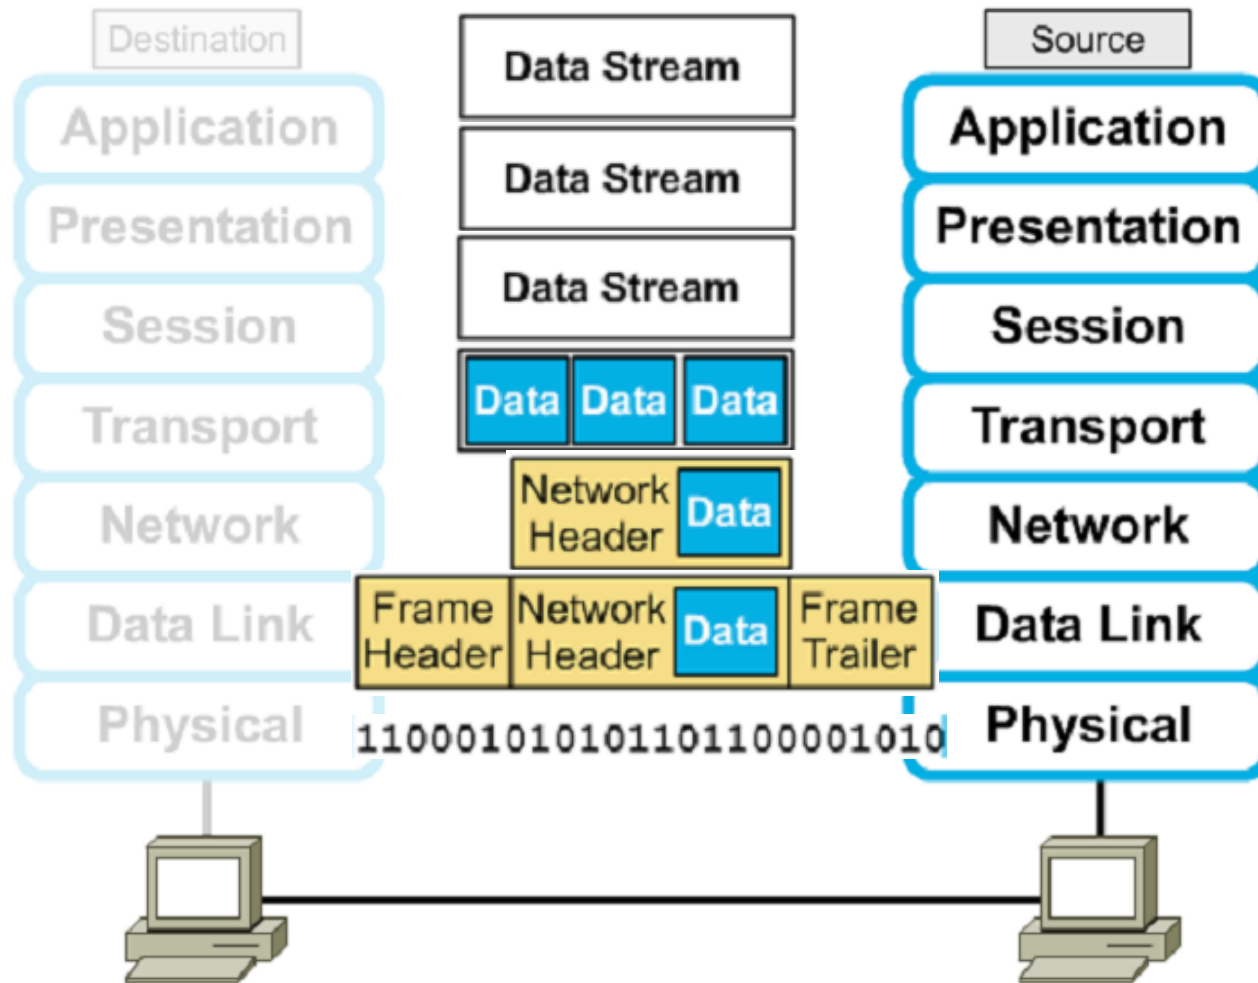 Destination
Application
Presentation
Session
Transport
Network
Data Link
Physical
Data Stream
Data Stream
Data Stream
Data Data Data
Network
Header
Data
Frame
Header
Network
Header
Data
Frame
Trailer
110001010101101100001010
Source
Application
Presentation
Session
Transport
Network
Data Link
Physical